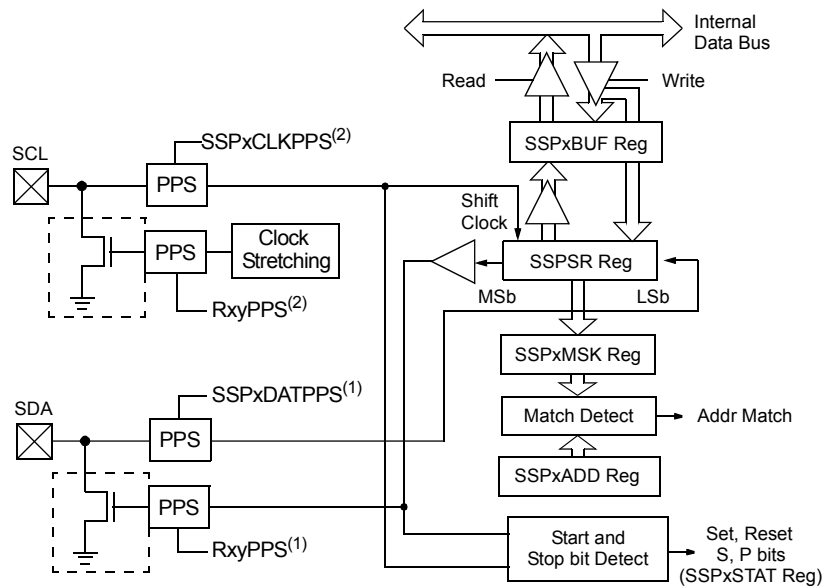 Internal
Data Bus
Read
Write
SSPxBUF Reg
SSPxCLKPPS(2)
SCL
PPS
Shift
Clock
PPS
Clock
Stretching
SSPSR Reg
MSb
LSb
RxyPPS(2)
SSPxMSK Reg
SSPxDATPPS(1)
SDA
PPS
Match Detect
Addr Match
SSPxADD Reg
PPS
RxyPPS(1)
Start and
Stop bit Detect
Set, Reset
S, P bits
(SSPxSTAT Reg)